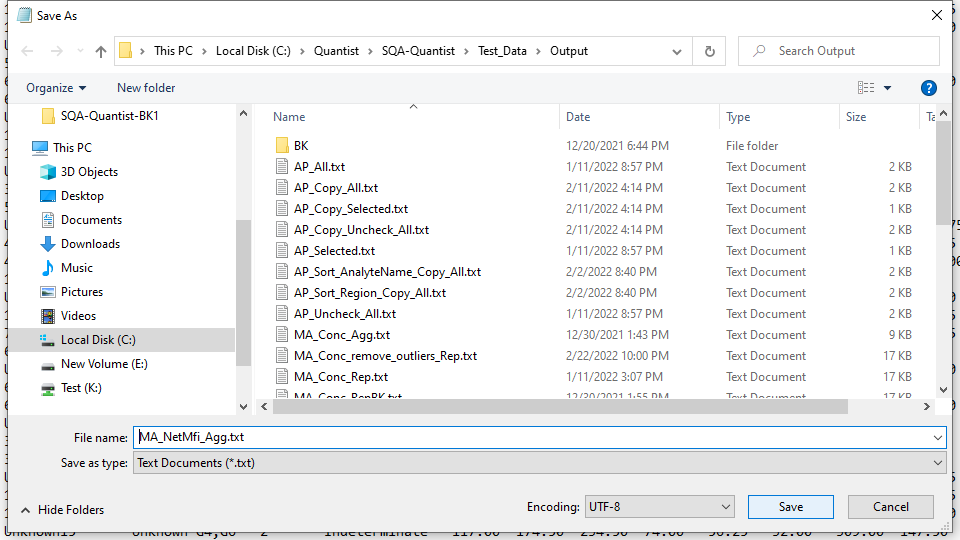 Save As
This PC > Local Disk (C:) > Quantist > SQA-Quantist > Test_Data > Output
Search Output
Organize New folder
SQA-Quantist-BK1
This PC
3D Objects
Desktop
Documents
Downloads
Music
Pictures
Videos
Local Disk (C:)
New Volume (E:)
Test (K:)
Name Date Type Size
BK 12/20/2021 6:44 PM File folder
AP_All.txt 1/11/2022 8:57 PM Text Document 2 KB
AP_Copy_All.txt 2/11/2022 4:14 PM Text Document 2 KB
AP_Copy_Selected.txt 2/11/2022 4:14 PM Text Document 1 KB
AP_Copy_Uncheck_All.txt 2/11/2022 4:14 PM Text Document 2 KB
AP_Selected.txt 1/11/2022 8:57 PM Text Document 1 KB
AP_Sort_AnalyteName_Copy_All.txt 2/2/2022 8:40 PM Text Document 2 KB
AP_Sort_Region_Copy_All.txt 2/2/2022 8:40 PM Text Document 2 KB
AP_Uncheck_All.txt 1/11/2022 8:57 PM Text Document 2 KB
MA_Conc_Agg.txt 12/30/2021 1:43 PM Text Document 9 KB
MA_Conc_remove_outliers_Rep.txt 2/22/2022 10:00 PM Text Document 17 KB
MA_Conc_Rep.txt 1/11/2022 3:07 PM Text Document 17 KB
MA_Conc_RepBK.txt 12/30/2021 1:55 PM Text Document 17 KB
File name: MA_NetMfi_Agg.txt
Save as type: Text Documents (*.txt)
Hide Folders Encoding: UTF-8 Save Cancel